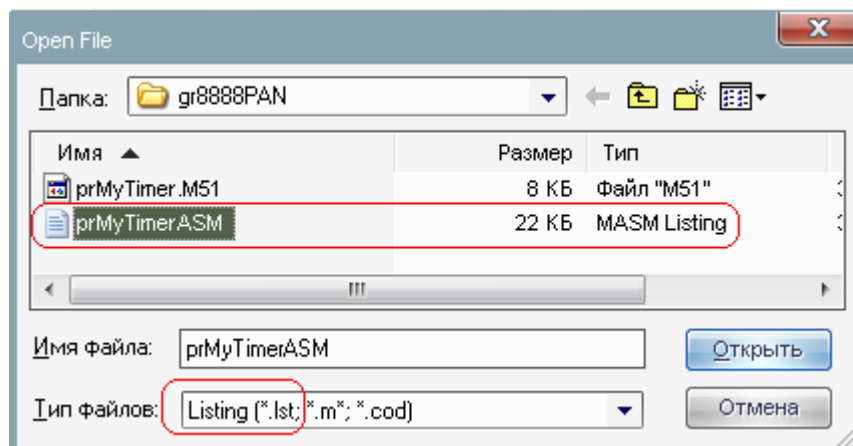 Open File
Папка: gr8888PAN
Имя Размер Тип
prMyTimer.M51 8 КБ Файл "M51"
prMyTimerASM 22 КБ MASM Listing
Имя файла: prMyTimerASM Открыть
Тип файлов: Listing (*.lst; *.m*; *.cod) Отмена